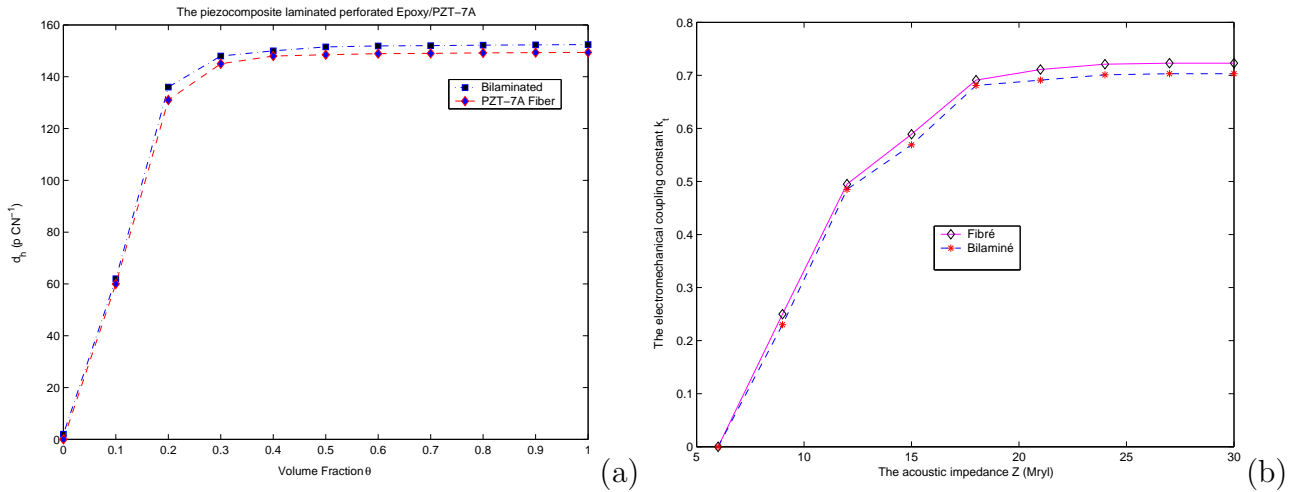 The piezocomposite laminated perforated Epoxy/PZT−7A
160
140
120
100
80
60
40
20
0
d_h (p CN⁻¹)
Bilaminated
PZT−7A Fiber
0 0.1 0.2 0.3 0.4 0.5 0.6 0.7 0.8 0.9 1
Volume Fraction θ
(a)
0.8
0.7
0.6
0.5
0.4
0.3
0.2
0.1
0
The electromechanical coupling constant k_t
Fibré
Bilaminé
5 10 15 20 25 30
The acoustic impedance Z (Mryl)
(b)